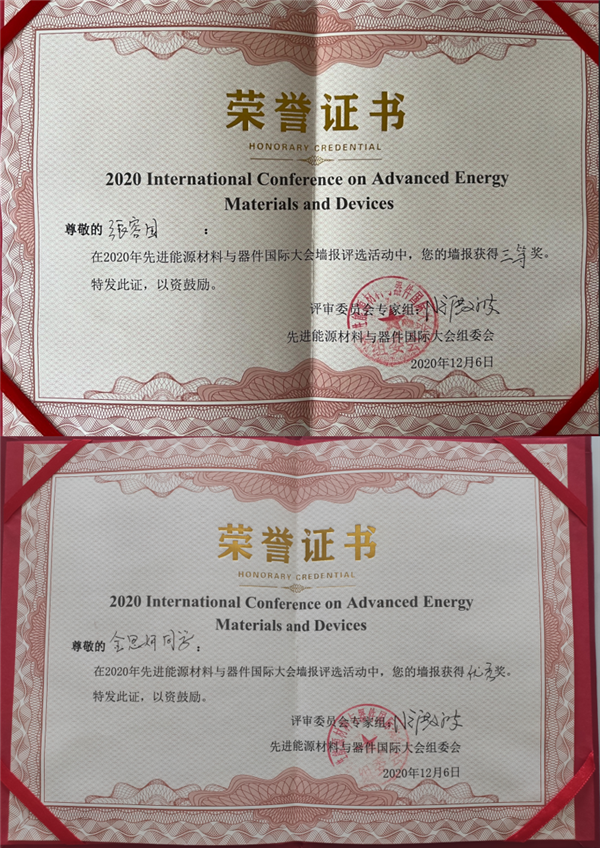 荣誉证书
HONORARY CREDENTIAL
2020 International Conference on Advanced Energy
Materials and Devices
尊敬的 張容国 :
在2020年先进能源材料与器件国际大会墙报评选活动中，您的墙报获得三等奖。
特发此证，以资鼓励。
评审委员会专家组:
先进能源材料与器件国际大会组委会
2020年12月6日
荣誉证书
HONORARY CREDENTIAL
2020 International Conference on Advanced Energy
Materials and Devices
尊敬的 金思妍同学 :
在2020年先进能源材料与器件国际大会墙报评选活动中，您的墙报获得优秀奖。
特发此证，以资鼓励。
评审委员会专家组:
先进能源材料与器件国际大会组委会
2020年12月6日